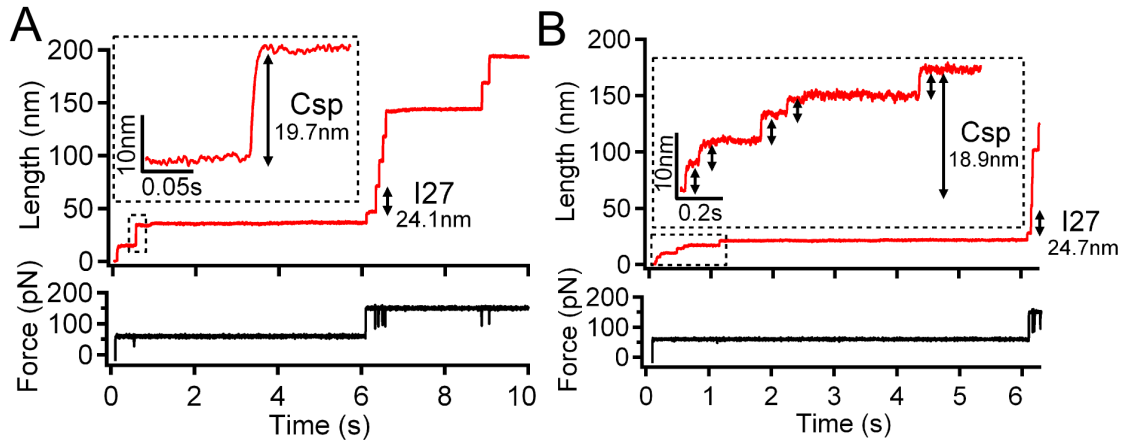 A
Length (nm)
200
150
100
50
0
10nm
0.05s
Csp
19.7nm
I27
24.1nm
Force (pN)
200
100
0
0
2
4
6
8
10
Time (s)
B
Length (nm)
200
150
100
50
0
10nm
0.2s
Csp
18.9nm
I27
24.7nm
Force (pN)
200
100
0
0
1
2
3
4
5
6
Time (s)